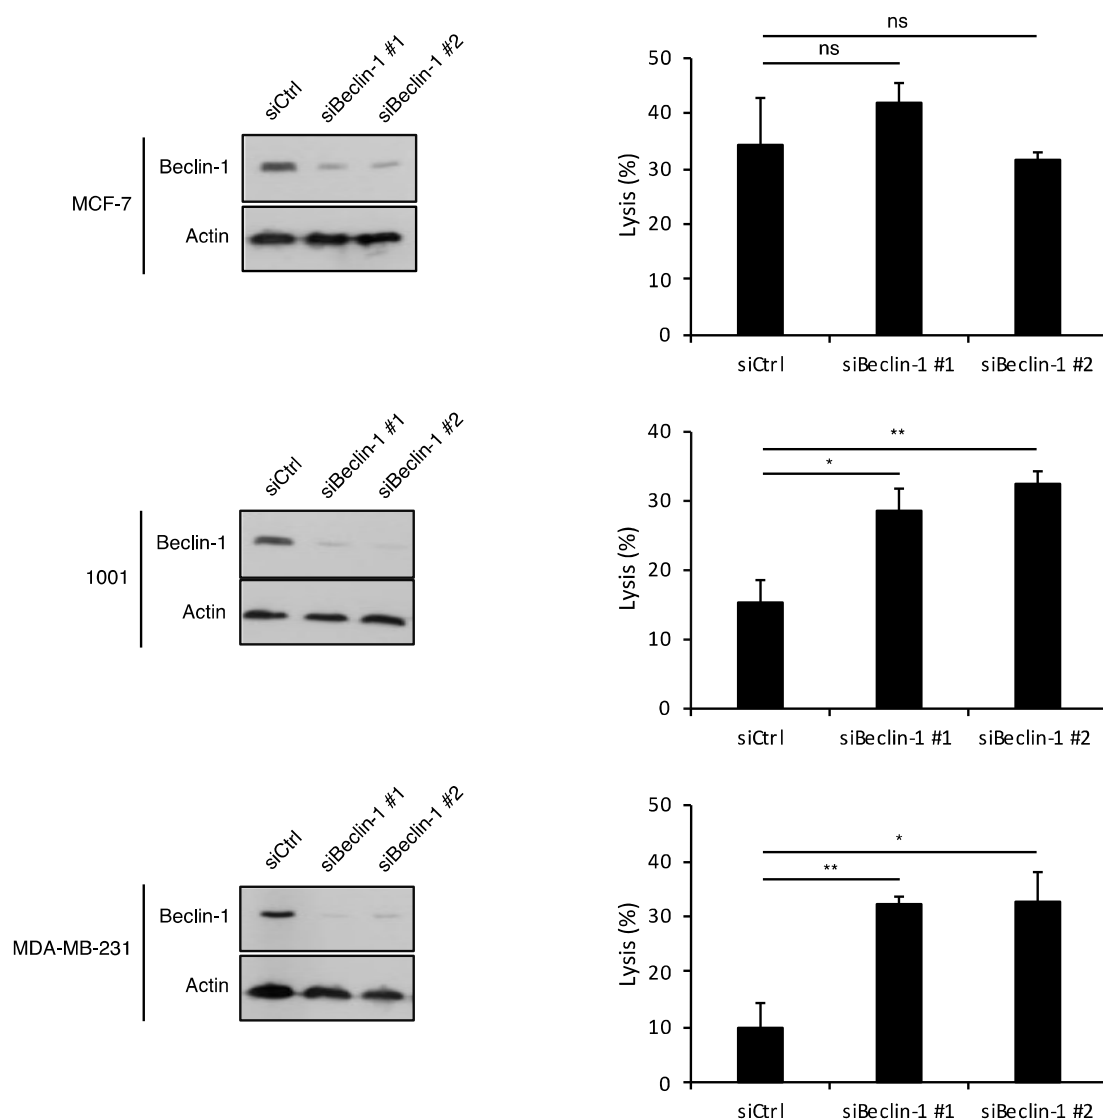 siCtrl
siBeclin-1 #1
siBeclin-1 #2
MCF-7
Beclin-1
Actin
ns
ns
Lysis (%)
50
40
30
20
10
0
siCtrl siBeclin-1 #1 siBeclin-1 #2
siCtrl
siBeclin-1 #1
siBeclin-1 #2
1001
Beclin-1
Actin
**
*
Lysis (%)
40
30
20
10
0
siCtrl siBeclin-1 #1 siBeclin-1 #2
siCtrl
siBeclin-1 #1
siBeclin-1 #2
MDA-MB-231
Beclin-1
Actin
*
**
Lysis (%)
50
40
30
20
10
0
siCtrl siBeclin-1 #1 siBeclin-1 #2